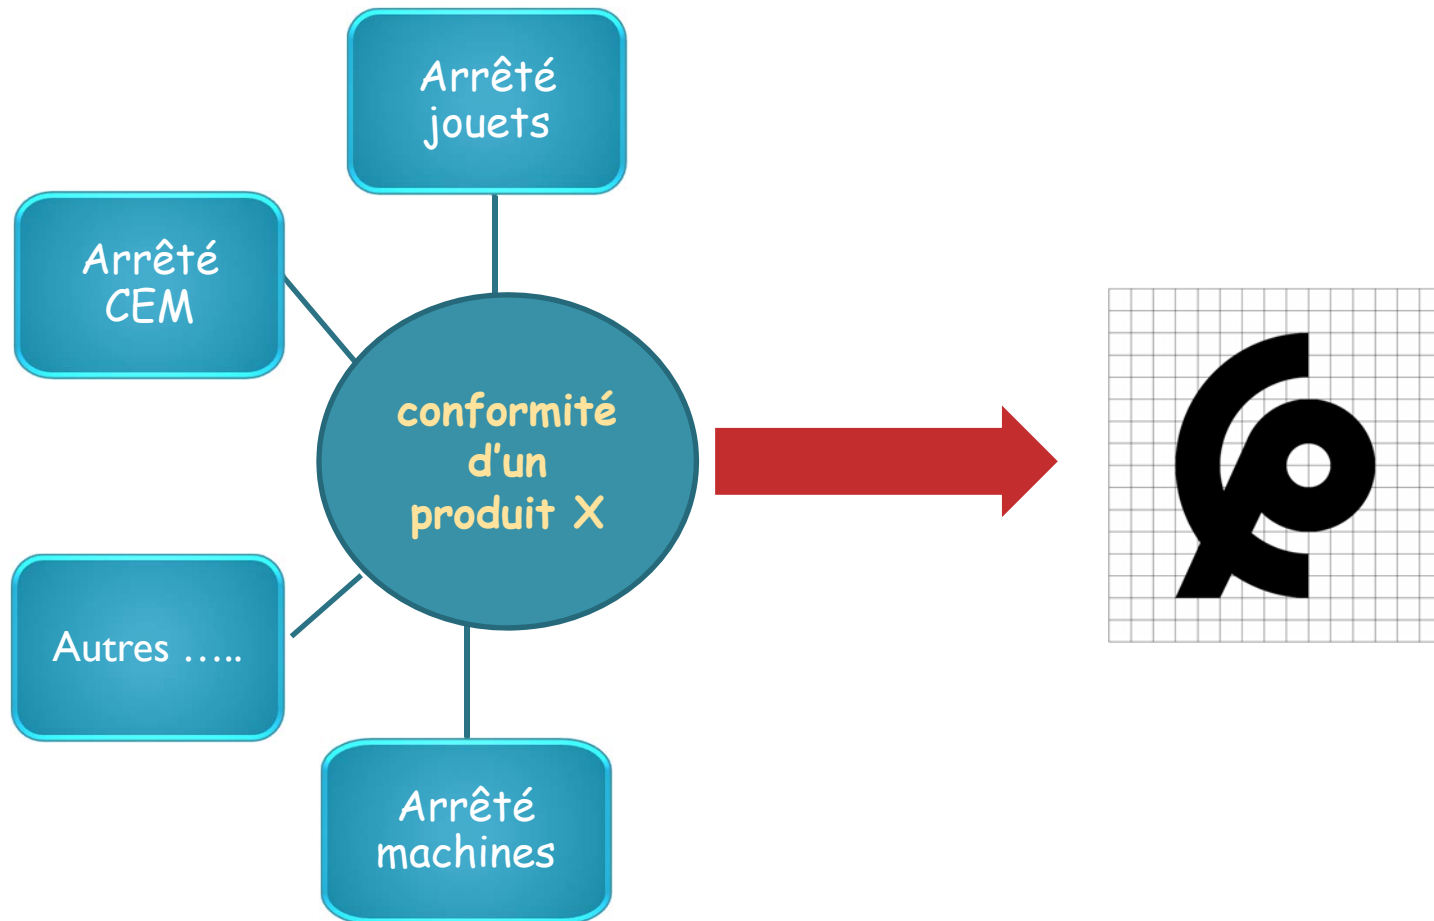 Arrêté
jouets
Arrêté
CEM
conformité
d'un
produit X
Autres .....
Arrêté
machines